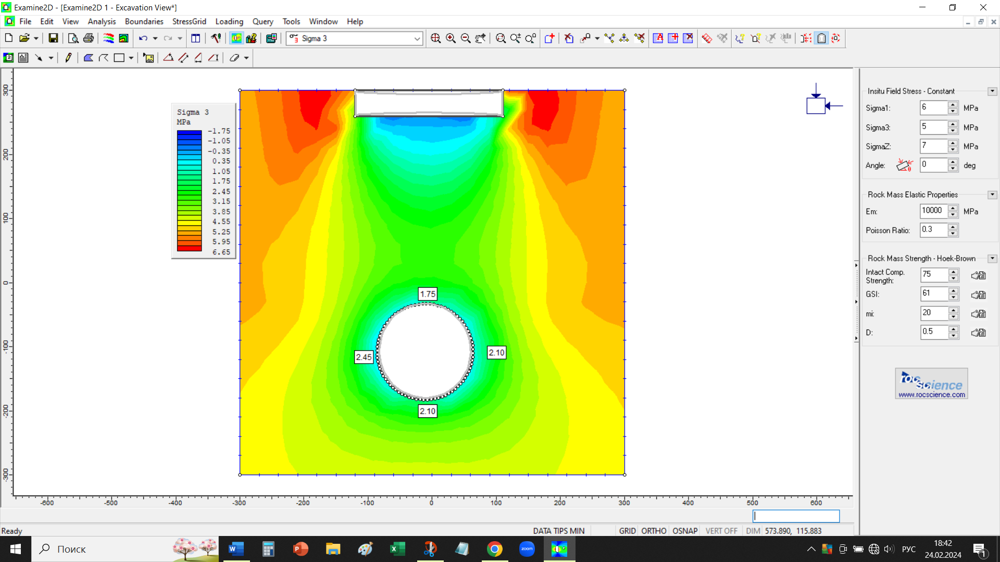 Examine2D - [Examine2D 1 - Excavation View*]
File Edit View Analysis Boundaries StressGrid Loading Query Tools Window Help
Sigma 3
Sigma 3
MPa
-1.75
-1.05
-0.35
0.35
1.05
1.75
2.45
3.15
3.85
4.55
5.25
5.95
6.65
300
200
100
0
-100
-200
-300
1.75
2.45
2.10
2.10
-600 -500 -400 -300 -200 -100 0 100 200 300 400 500 600
Insitu Field Stress - Constant
Sigma1: 6 MPa
Sigma3: 5 MPa
SigmaZ: 7 MPa
Angle: θ 0 deg
Rock Mass Elastic Properties
Em: 10000 MPa
Poisson Ratio: 0.3
Rock Mass Strength - Hoek-Brown
Intact Comp. Strength: 75
GSI: 61
mi: 20
D: 0.5
rocscience
www.rocscience.com
Ready
DATA TIPS MIN GRID ORTHO OSNAP VERT OFF DIM 573.890, 115.883
Поиск
zoom
РУС
18:42
24.02.2024
1